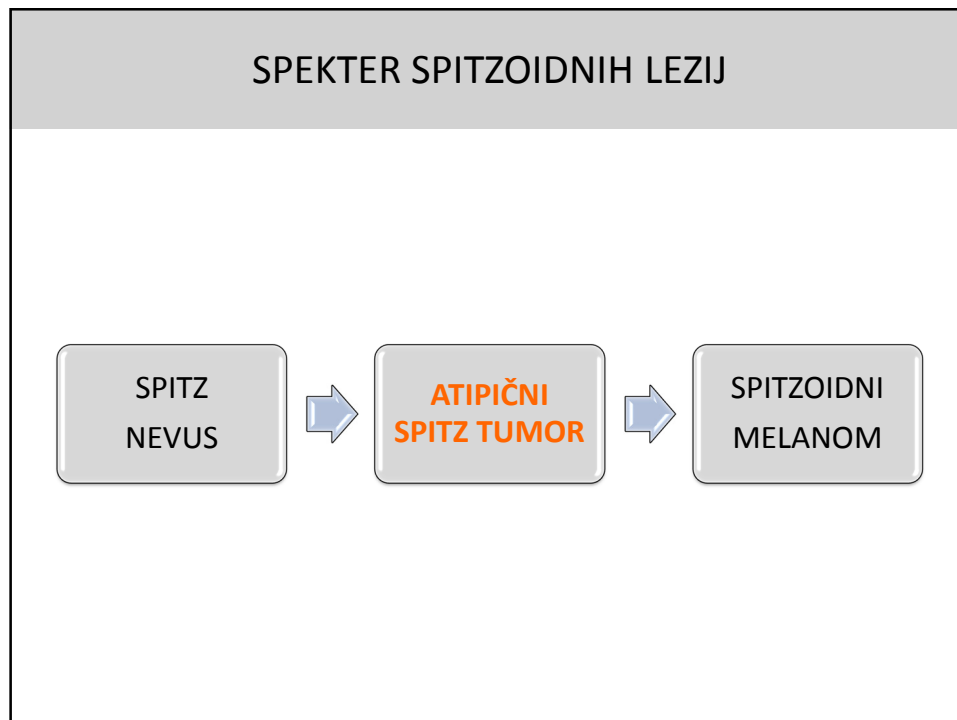 SPEKTER SPITZOIDNIH LEZIJ
SPITZ
NEVUS
ATIPIČNI
SPITZ TUMOR
SPITZOIDNI
MELANOM